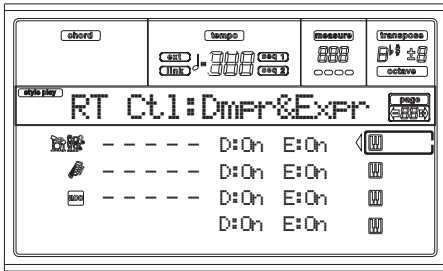 chord tempo measure transpose
ext seq 1
link seq 2
octave
style play
RT Ctl:Dmpr&Expr
page
- - - - - D:On E:On
- - - - - D:On E:On
acc - - - - - D:On E:On
D:On E:On